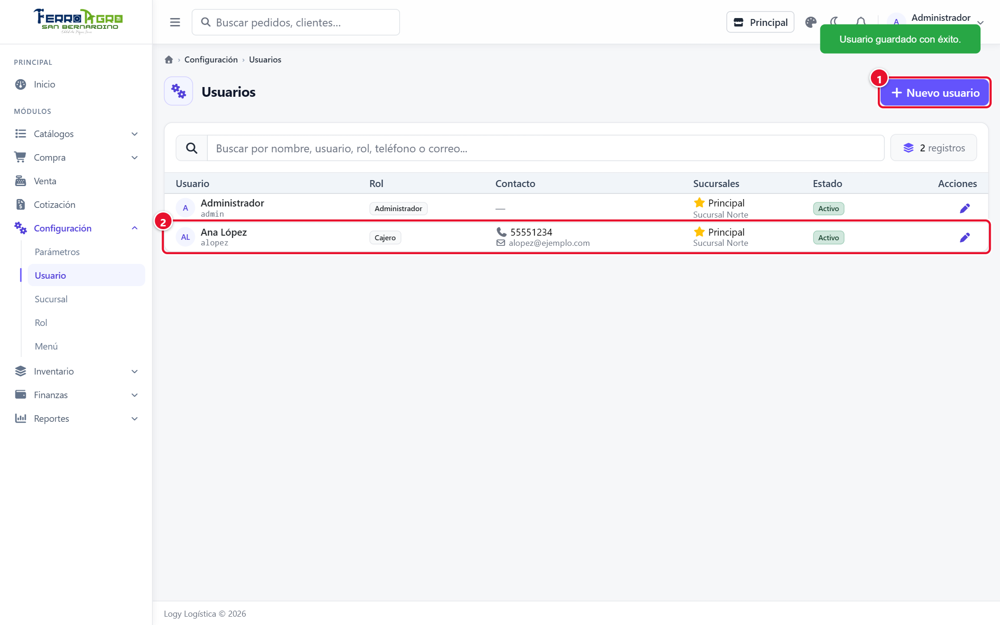 FERRO AGRO
SAN BERNARDINO
Buscar pedidos, clientes...
Principal
A
Administrador
Usuario guardado con éxito.
PRINCIPAL
Inicio
MÓDULOS
Catálogos
Compra
Venta
Cotización
Configuración
Parámetros
Usuario
Sucursal
Rol
Menú
Inventario
Finanzas
Reportes
› Configuración › Usuarios
Usuarios
1
+ Nuevo usuario
Buscar por nombre, usuario, rol, teléfono o correo...
2 registros
Usuario Rol Contacto Sucursales Estado Acciones
A Administrador Administrador — Principal Activo
admin Sucursal Norte
2
AL Ana López Cajero 55551234 Principal Activo
alopez alopez@ejemplo.com Sucursal Norte
Logy Logística © 2026